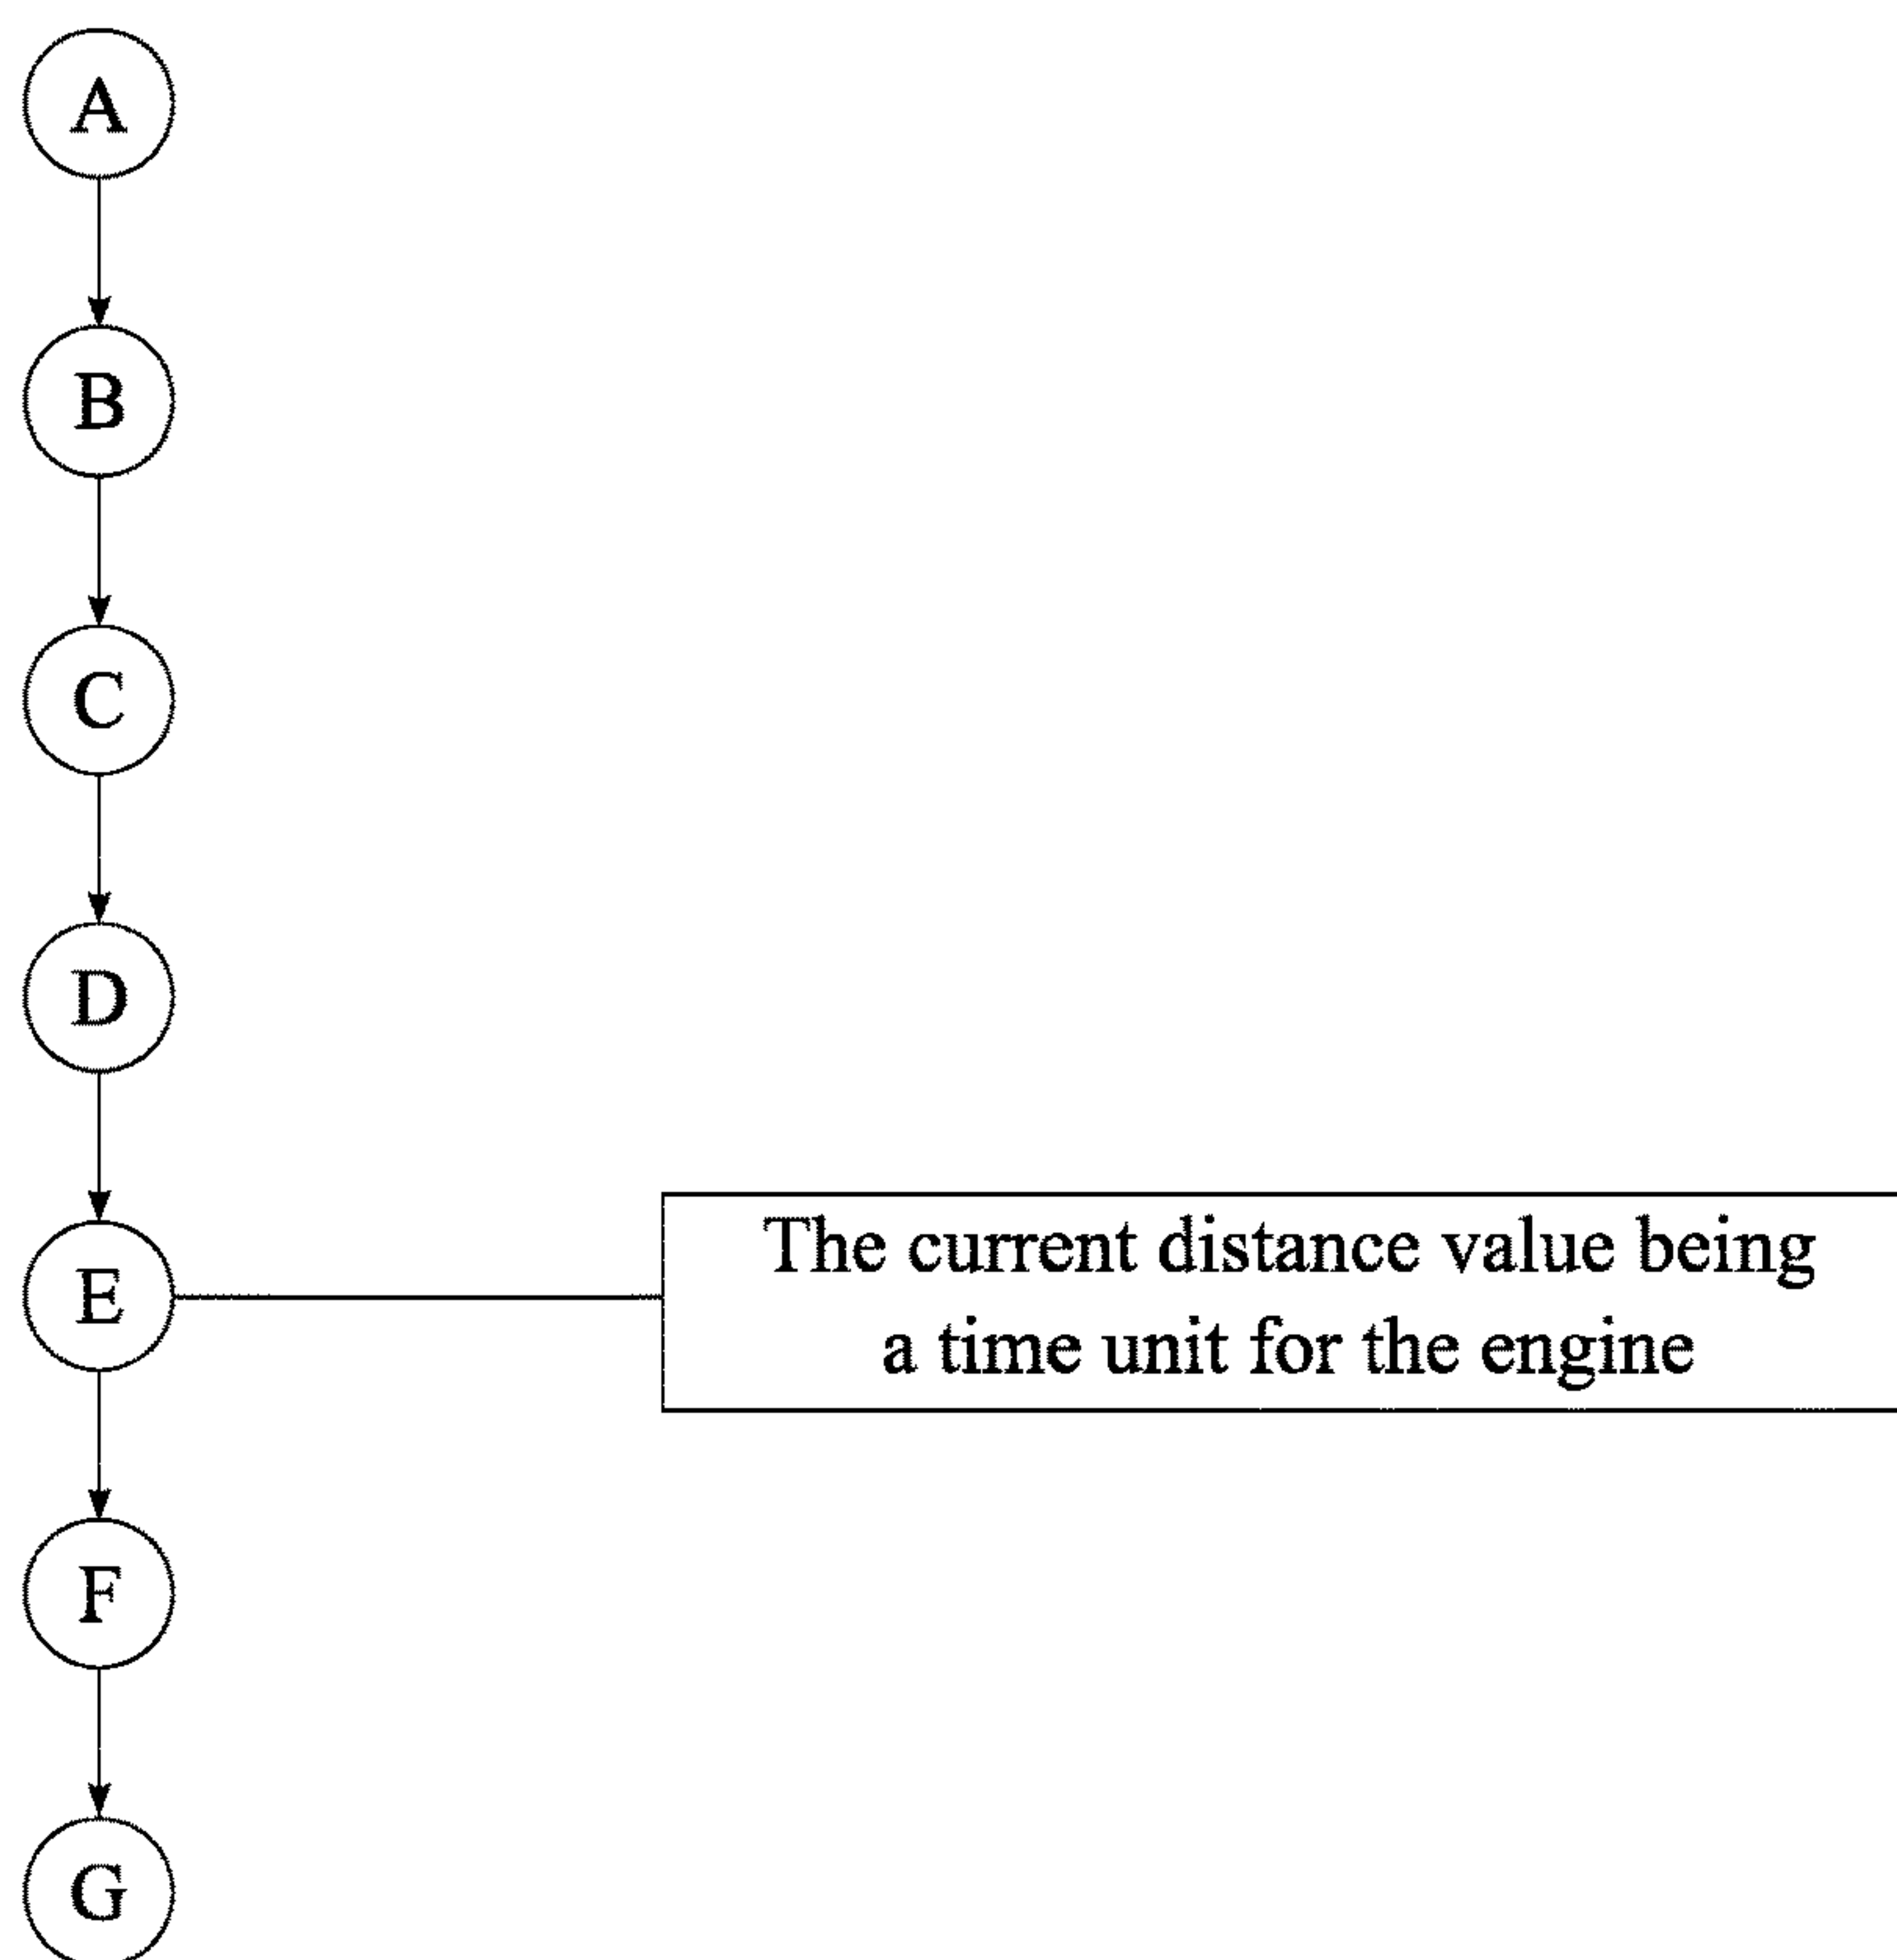 A
B
C
D
E
The current distance value being
a time unit for the engine
F
G